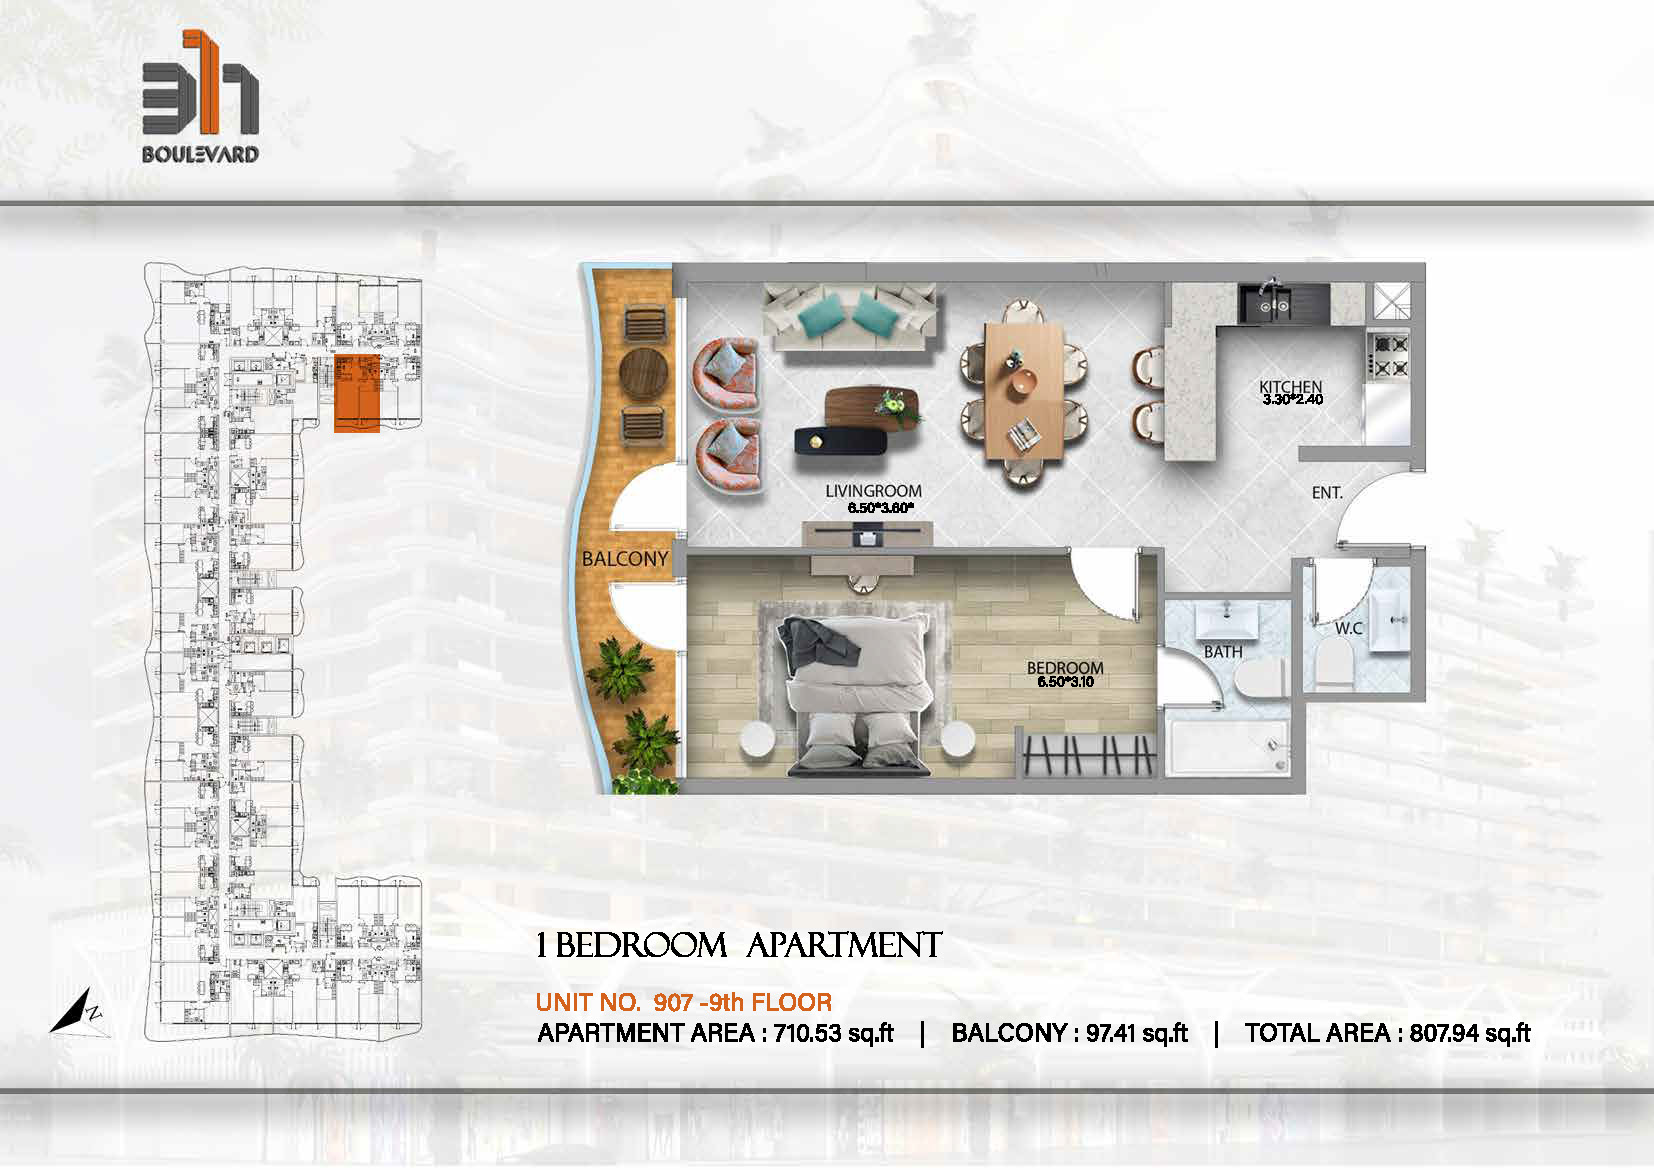 311
BOULEVARD
KITCHEN
3.30*2.40
LIVINGROOM
6.50*3.60*
ENT.
BALCONY
W.C
BATH
BEDROOM
6.50*3.10
1 BEDROOM APARTMENT
UNIT NO. 907 -9th FLOOR
APARTMENT AREA : 710.53 sq.ft | BALCONY : 97.41 sq.ft | TOTAL AREA : 807.94 sq.ft
N